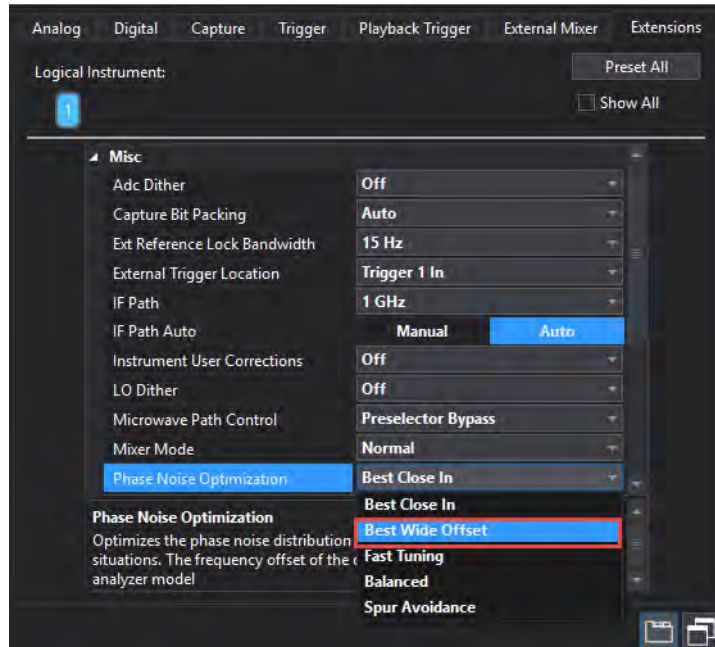 Analog Digital Capture Trigger Playback Trigger External Mixer Extensions
Logical Instrument:
Preset All
1
Show All
Misc
Adc Dither Off
Capture Bit Packing Auto
Ext Reference Lock Bandwidth 15 Hz
External Trigger Location Trigger 1 In
IF Path 1 GHz
IF Path Auto Manual Auto
Instrument User Corrections Off
LO Dither Off
Microwave Path Control Preselector Bypass
Mixer Mode Normal
Phase Noise Optimization Best Close In
Best Close In
Best Wide Offset
Fast Tuning
Balanced
Spur Avoidance
Phase Noise Optimization
Optimizes the phase noise distribution
situations. The frequency offset of the
analyzer model